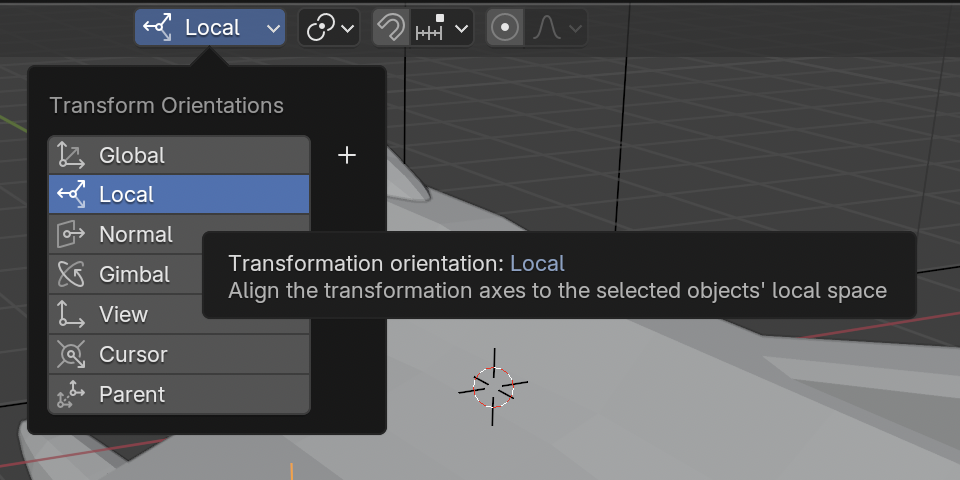 Local
Transform Orientations
Global
Local
Normal
Gimbal
View
Cursor
Parent
Transformation orientation: Local
Align the transformation axes to the selected objects' local space